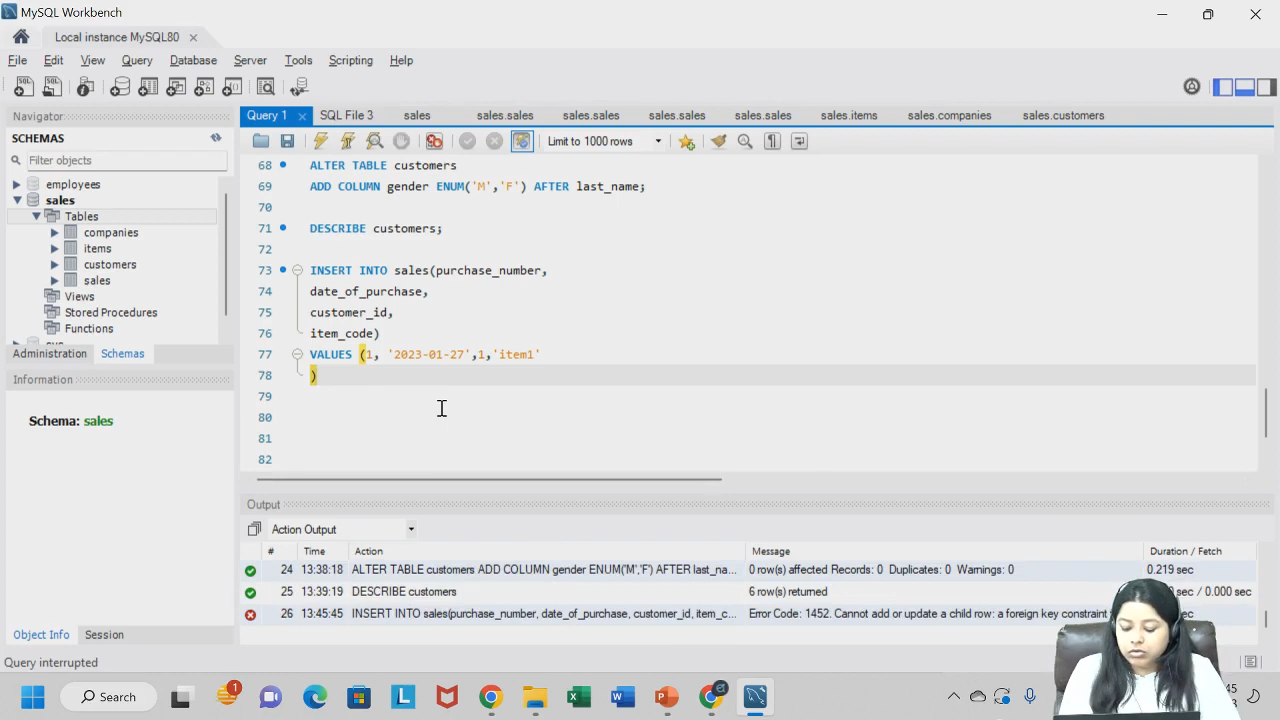 MySQL Workbench
Local instance MySQL80
File Edit View Query Database Server Tools Scripting Help
Navigator
SCHEMAS
Filter objects
employees
sales
Tables
companies
items
customers
sales
Views
Stored Procedures
Functions
Administration Schemas
Information
Schema: sales
Object Info Session
Query interrupted
Query 1 SQL File 3 sales sales.sales sales.sales sales.sales sales.sales sales.items sales.companies sales.customers
Limit to 1000 rows
68 ALTER TABLE customers
69 ADD COLUMN gender ENUM('M','F') AFTER last_name;
70
71 DESCRIBE customers;
72
73 INSERT INTO sales(purchase_number,
74 date_of_purchase,
75 customer_id,
76 item_code)
77 VALUES (1, '2023-01-27',1,'item1'
78 )
79
80
81
82
Output
Action Output
# Time Action Message Duration / Fetch
24 13:38:18 ALTER TABLE customers ADD COLUMN gender ENUM('M','F') AFTER last_na... 0 row(s) affected Records: 0 Duplicates: 0 Warnings: 0 0.219 sec
25 13:39:19 DESCRIBE customers 6 row(s) returned sec / 0.000 sec
26 13:45:45 INSERT INTO sales(purchase_number, date_of_purchase, customer_id, item_c... Error Code: 1452. Cannot add or update a child row: a foreign key constraint sec
Search
1